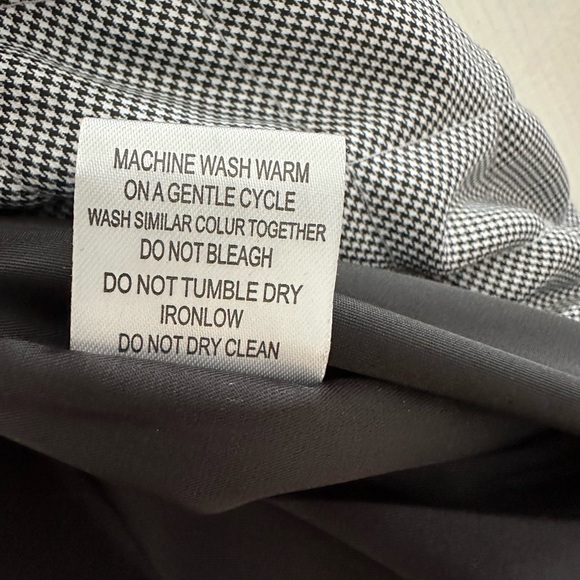 MACHINE WASH WARM
ON A GENTLE CYCLE
WASH SIMILAR COLUR TOGETHER
DO NOT BLEAGH
DO NOT TUMBLE DRY
IRONLOW
DO NOT DRY CLEAN